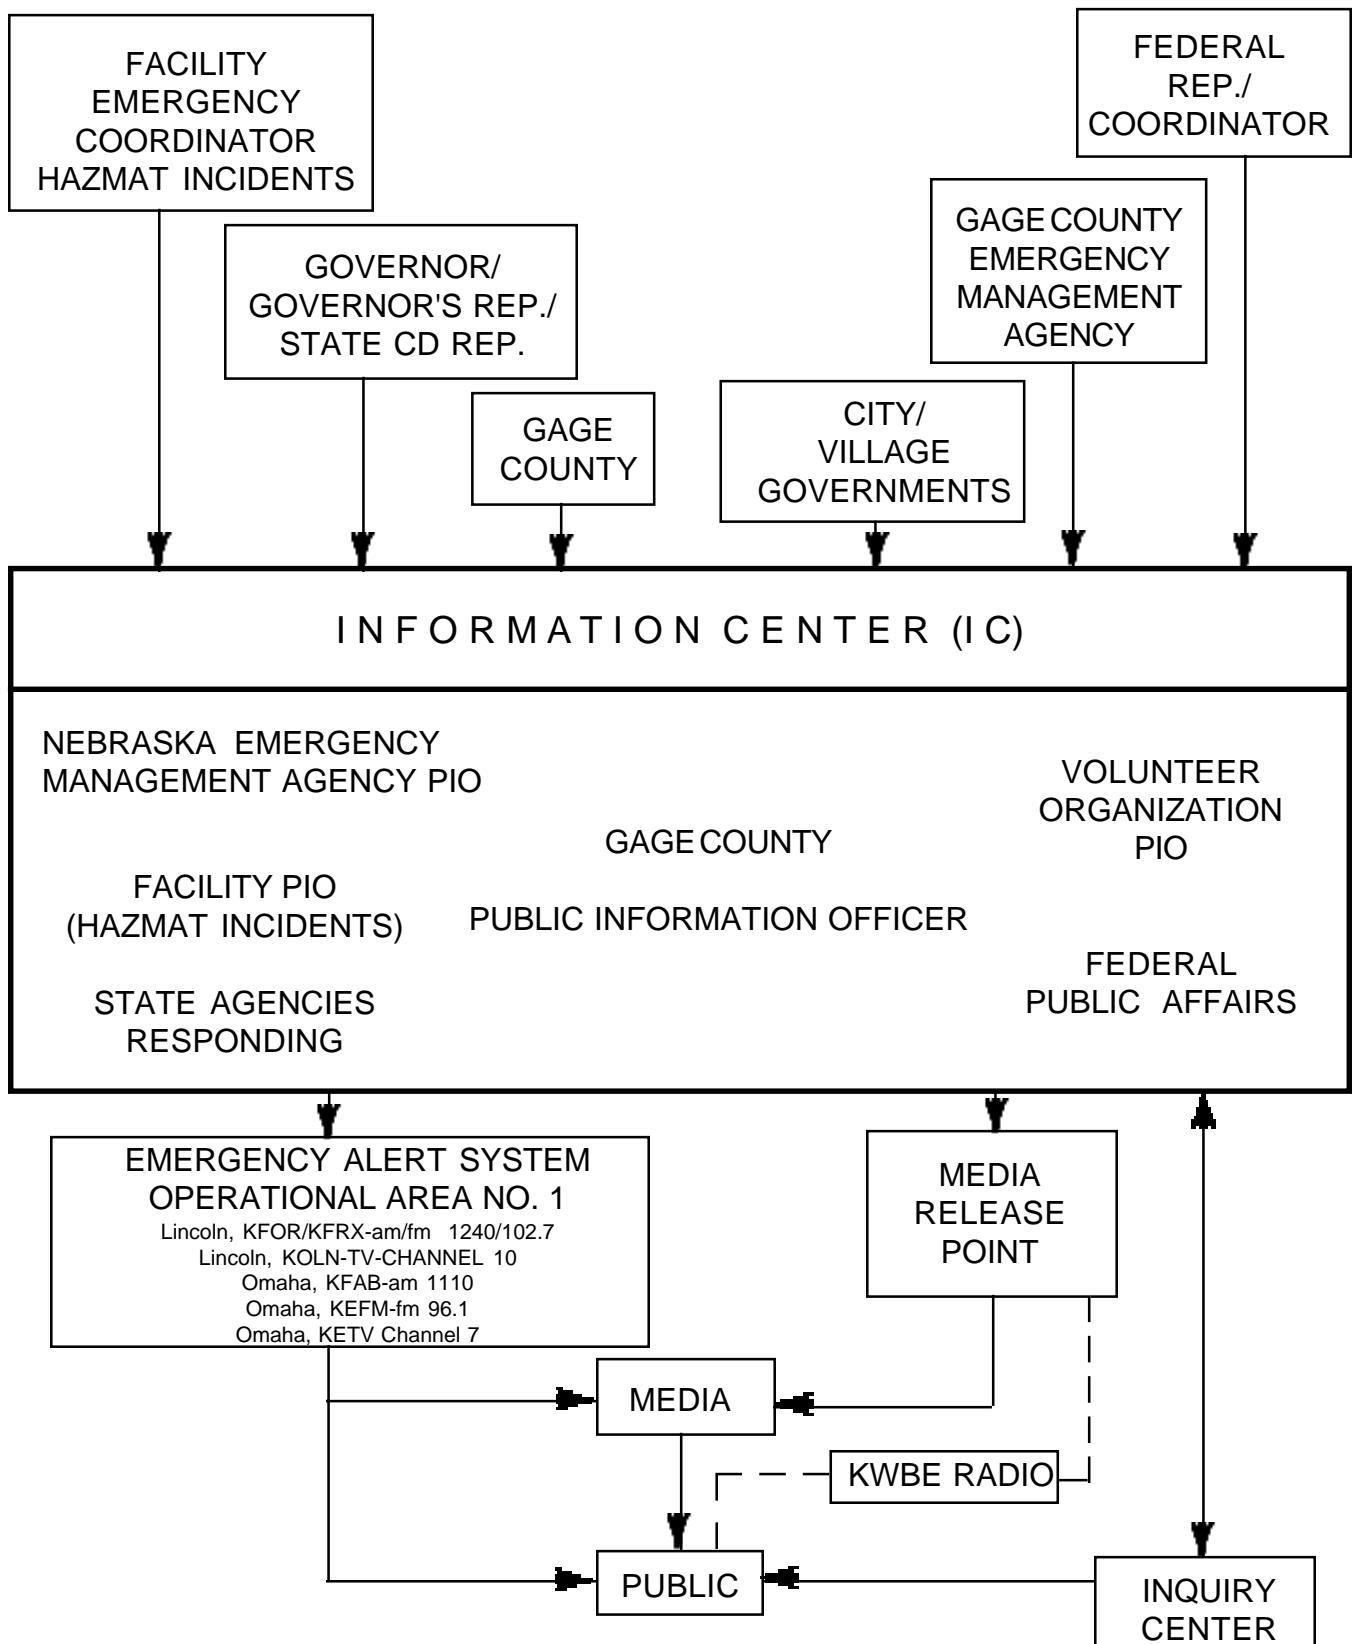 FACILITY
EMERGENCY
COORDINATOR
HAZMAT INCIDENTS
FEDERAL
REP./
COORDINATOR
GOVERNOR/
GOVERNOR'S REP./
STATE CD REP.
GAGE COUNTY
EMERGENCY
MANAGEMENT
AGENCY
GAGE
COUNTY
CITY/
VILLAGE
GOVERNMENTS
INFORMATION CENTER (IC)
NEBRASKA EMERGENCY
MANAGEMENT AGENCY PIO
FACILITY PIO
(HAZMAT INCIDENTS)
STATE AGENCIES
RESPONDING
GAGE COUNTY
PUBLIC INFORMATION OFFICER
VOLUNTEER
ORGANIZATION
PIO
FEDERAL
PUBLIC AFFAIRS
EMERGENCY ALERT SYSTEM
OPERATIONAL AREA NO. 1
Lincoln, KFOR/KFRX-am/fm 1240/102.7
Lincoln, KOLN-TV-CHANNEL 10
Omaha, KFAB-am 1110
Omaha, KEFM-fm 96.1
Omaha, KETV Channel 7
MEDIA
RELEASE
POINT
MEDIA
KWBE RADIO
PUBLIC
INQUIRY
CENTER